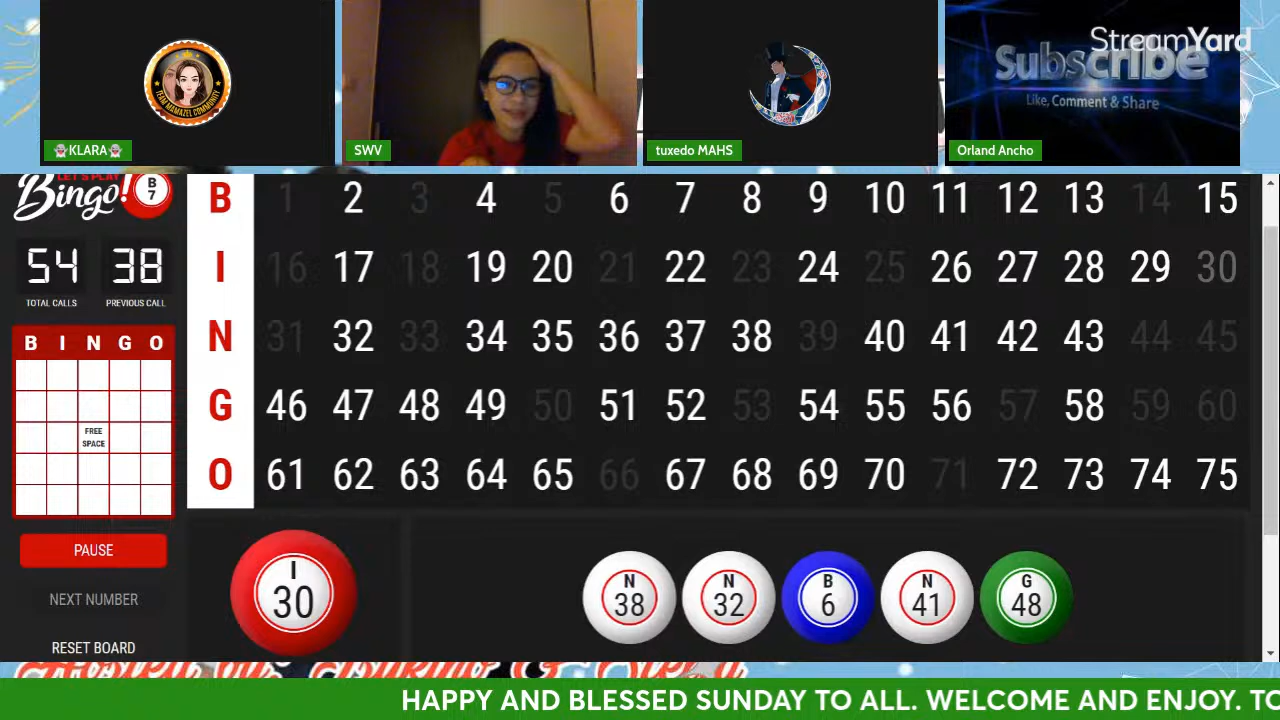 StreamYard
Subscribe
Like, Comment & Share
TEAM MAMAZEL COMMUNITY
👻KLARA👻
SWV
tuxedo MAHS
Orland Ancho
LET'S PLAY
Bingo!
B
7
B 1 2 3 4 5 6 7 8 9 10 11 12 13 14 15
54 38
TOTAL CALLS PREVIOUS CALL
I 16 17 18 19 20 21 22 23 24 25 26 27 28 29 30
N 31 32 33 34 35 36 37 38 39 40 41 42 43 44 45
B I N G O
G 46 47 48 49 50 51 52 53 54 55 56 57 58 59 60
FREE
SPACE
O 61 62 63 64 65 66 67 68 69 70 71 72 73 74 75
PAUSE
NEXT NUMBER
RESET BOARD
I
30
N
38
N
32
B
6
N
41
G
48
HAPPY AND BLESSED SUNDAY TO ALL. WELCOME AND ENJOY. TO